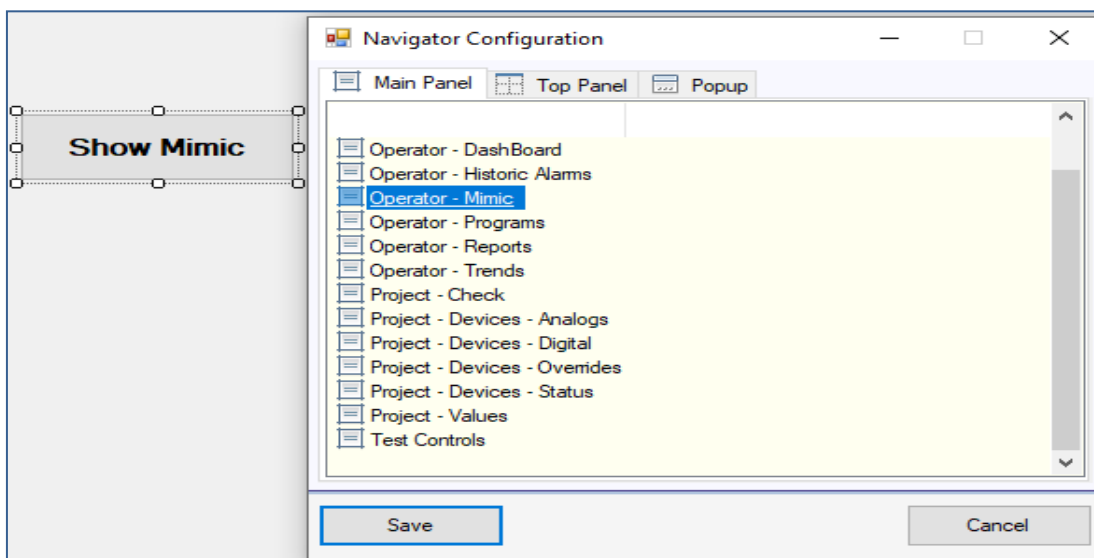 Navigator Configuration
Main Panel Top Panel Popup
Show Mimic
Operator - DashBoard
Operator - Historic Alarms
Operator - Mimic
Operator - Programs
Operator - Reports
Operator - Trends
Project - Check
Project - Devices - Analogs
Project - Devices - Digital
Project - Devices - Overrides
Project - Devices - Status
Project - Values
Test Controls
Save Cancel